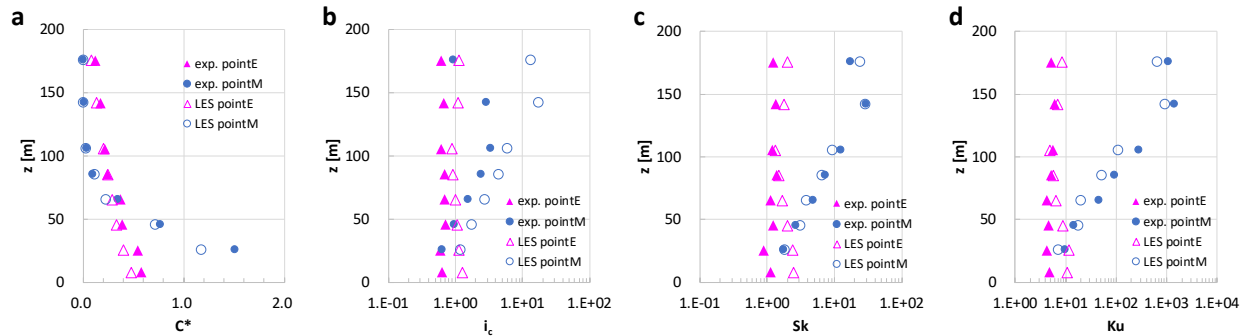 a
200
150
100
50
0
z [m]
0.0 1.0 2.0
C*
exp. pointE
exp. pointM
LES pointE
LES pointM
b
200
150
100
50
0
z [m]
1.E-01 1.E+00 1.E+01 1.E+02
i_c
exp. pointE
exp. pointM
LES pointE
LES pointM
c
200
150
100
50
0
z [m]
1.E-01 1.E+00 1.E+01 1.E+02
Sk
exp. pointE
exp. pointM
LES pointE
LES pointM
d
200
150
100
50
0
z [m]
1.E+00 1.E+01 1.E+02 1.E+03 1.E+04
Ku
exp. pointE
exp. pointM
LES pointE
LES pointM